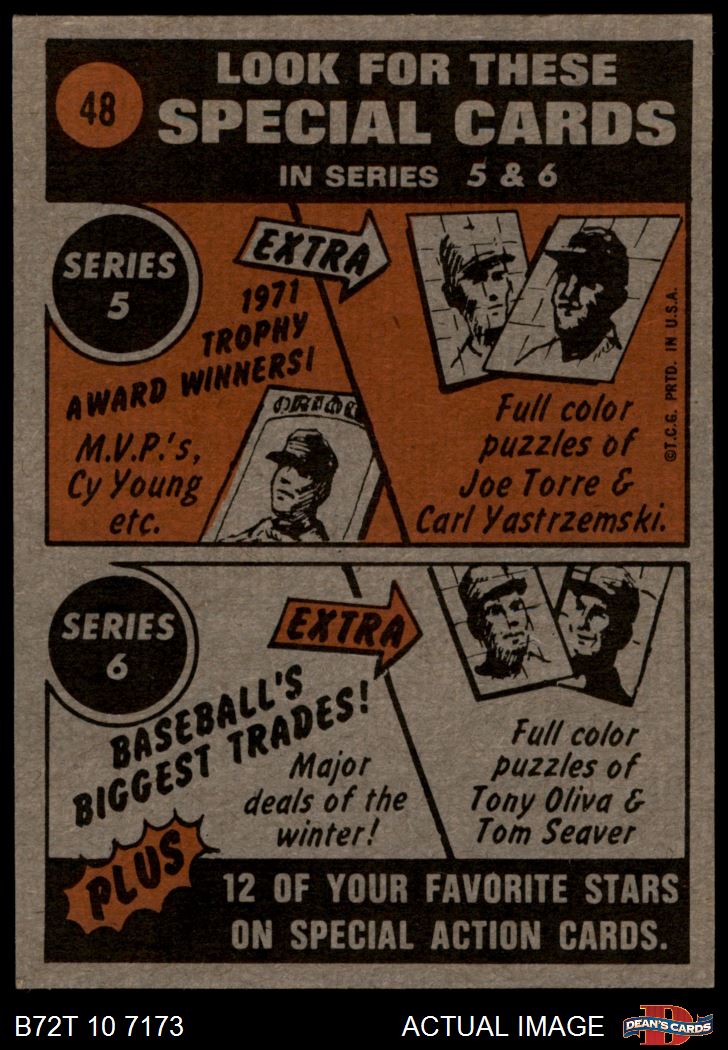 48
LOOK FOR THESE
SPECIAL CARDS
IN SERIES 5 & 6
SERIES
5
EXTRA
1971
TROPHY
AWARD WINNERS!
M.V.P.'s,
Cy Young
etc.
Full color
puzzles of
Joe Torre &
Carl Yastrzemski.
©T.C.G. PRTD. IN U.S.A.
SERIES
6
EXTRA
BASEBALL'S
BIGGEST TRADES!
Major
deals of the
winter!
Full color
puzzles of
Tony Oliva &
Tom Seaver
PLUS
12 OF YOUR FAVORITE STARS
ON SPECIAL ACTION CARDS.
B72T 10 7173
ACTUAL IMAGE
D
DEAN'S CARDS